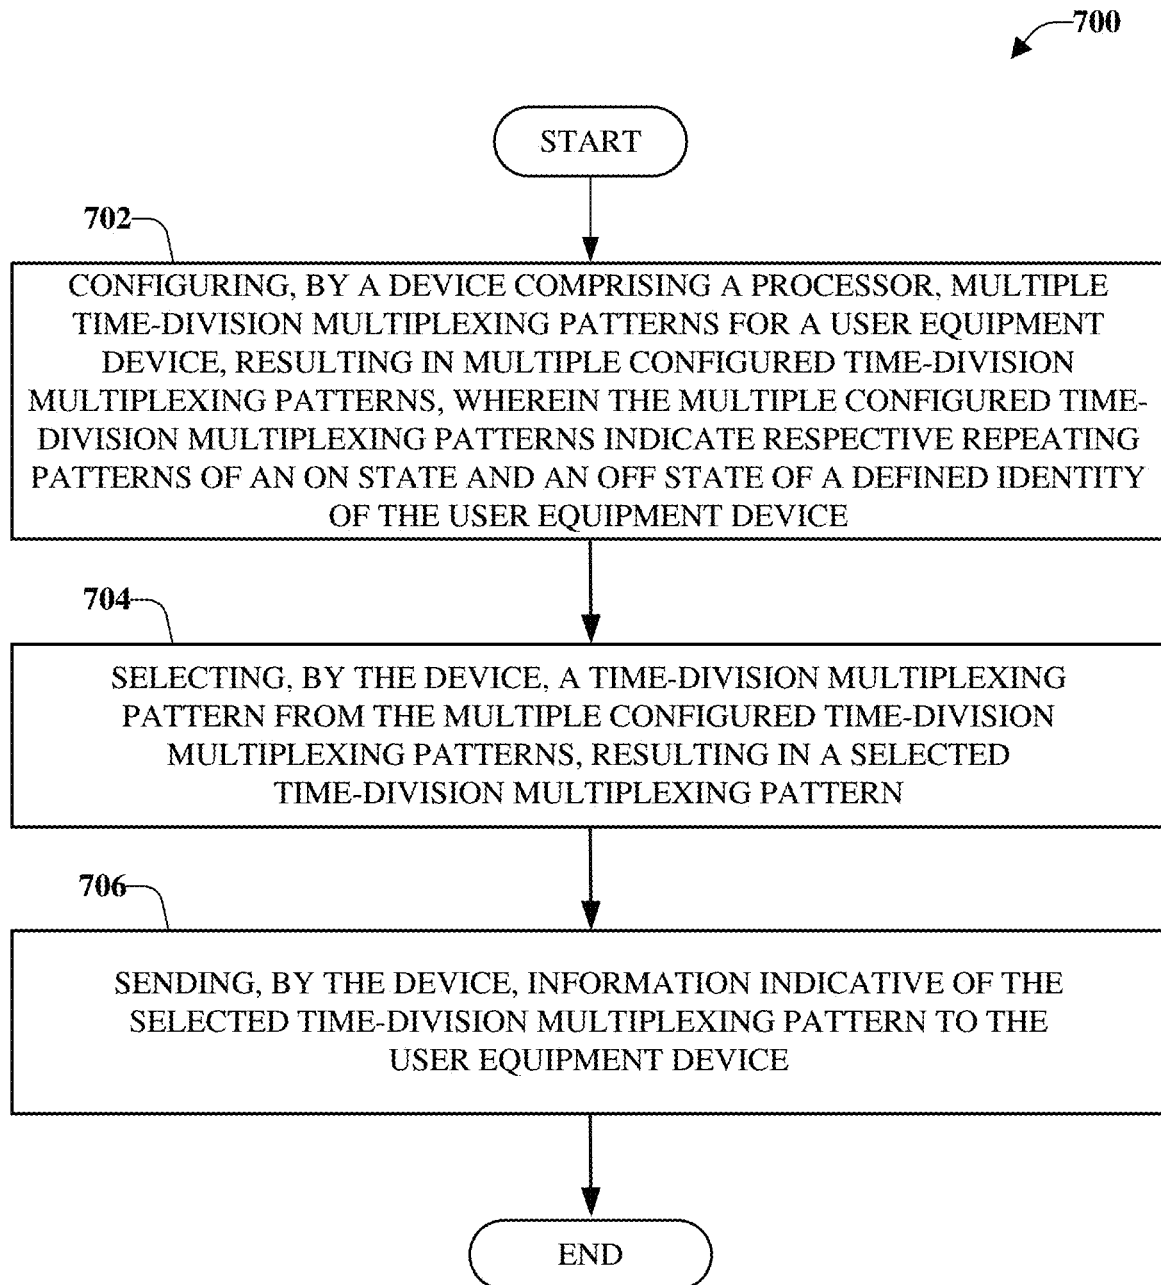 700
START
702
CONFIGURING, BY A DEVICE COMPRISING A PROCESSOR, MULTIPLE
TIME-DIVISION MULTIPLEXING PATTERNS FOR A USER EQUIPMENT
DEVICE, RESULTING IN MULTIPLE CONFIGURED TIME-DIVISION
MULTIPLEXING PATTERNS, WHEREIN THE MULTIPLE CONFIGURED TIME-
DIVISION MULTIPLEXING PATTERNS INDICATE RESPECTIVE REPEATING
PATTERNS OF AN ON STATE AND AN OFF STATE OF A DEFINED IDENTITY
OF THE USER EQUIPMENT DEVICE
704
SELECTING, BY THE DEVICE, A TIME-DIVISION MULTIPLEXING
PATTERN FROM THE MULTIPLE CONFIGURED TIME-DIVISION
MULTIPLEXING PATTERNS, RESULTING IN A SELECTED
TIME-DIVISION MULTIPLEXING PATTERN
706
SENDING, BY THE DEVICE, INFORMATION INDICATIVE OF THE
SELECTED TIME-DIVISION MULTIPLEXING PATTERN TO THE
USER EQUIPMENT DEVICE
END